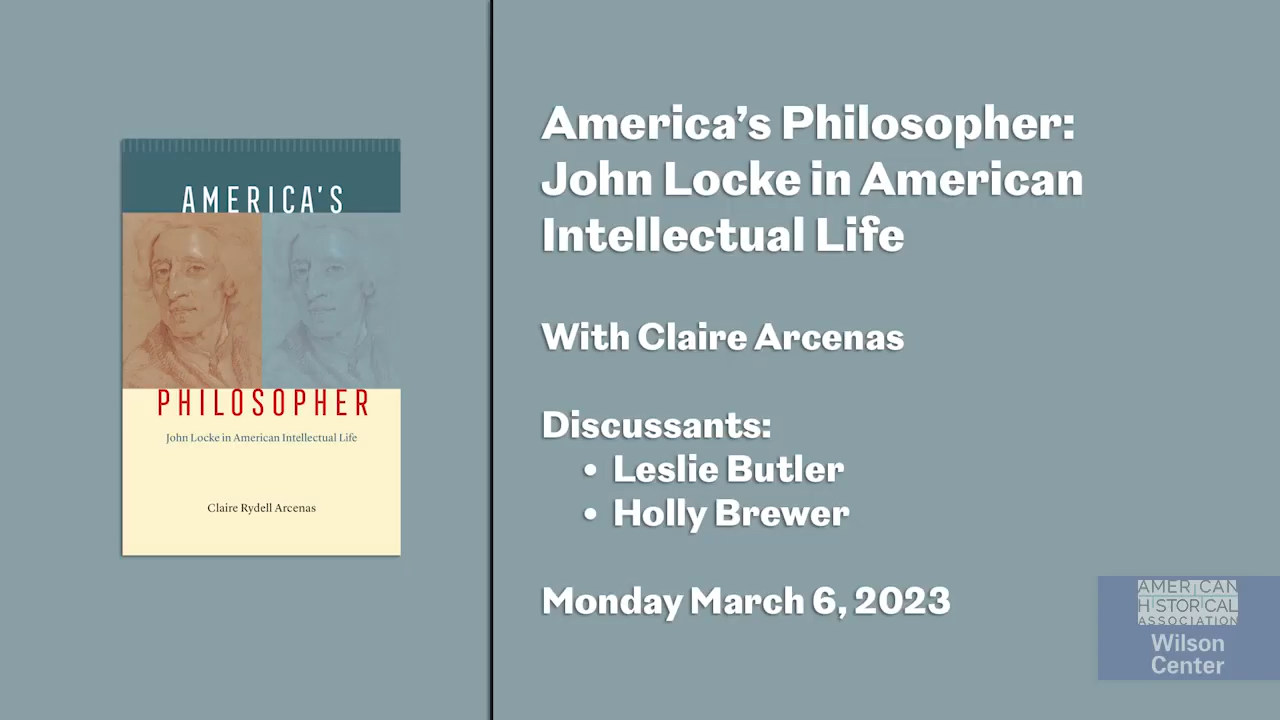 AMERICA'S
PHILOSOPHER
John Locke in American Intellectual Life
Claire Rydell Arcenas
America's Philosopher:
John Locke in American
Intellectual Life
With Claire Arcenas
Discussants:
• Leslie Butler
• Holly Brewer
Monday March 6, 2023
AMERICAN
HISTORICAL
ASSOCIATION
Wilson
Center